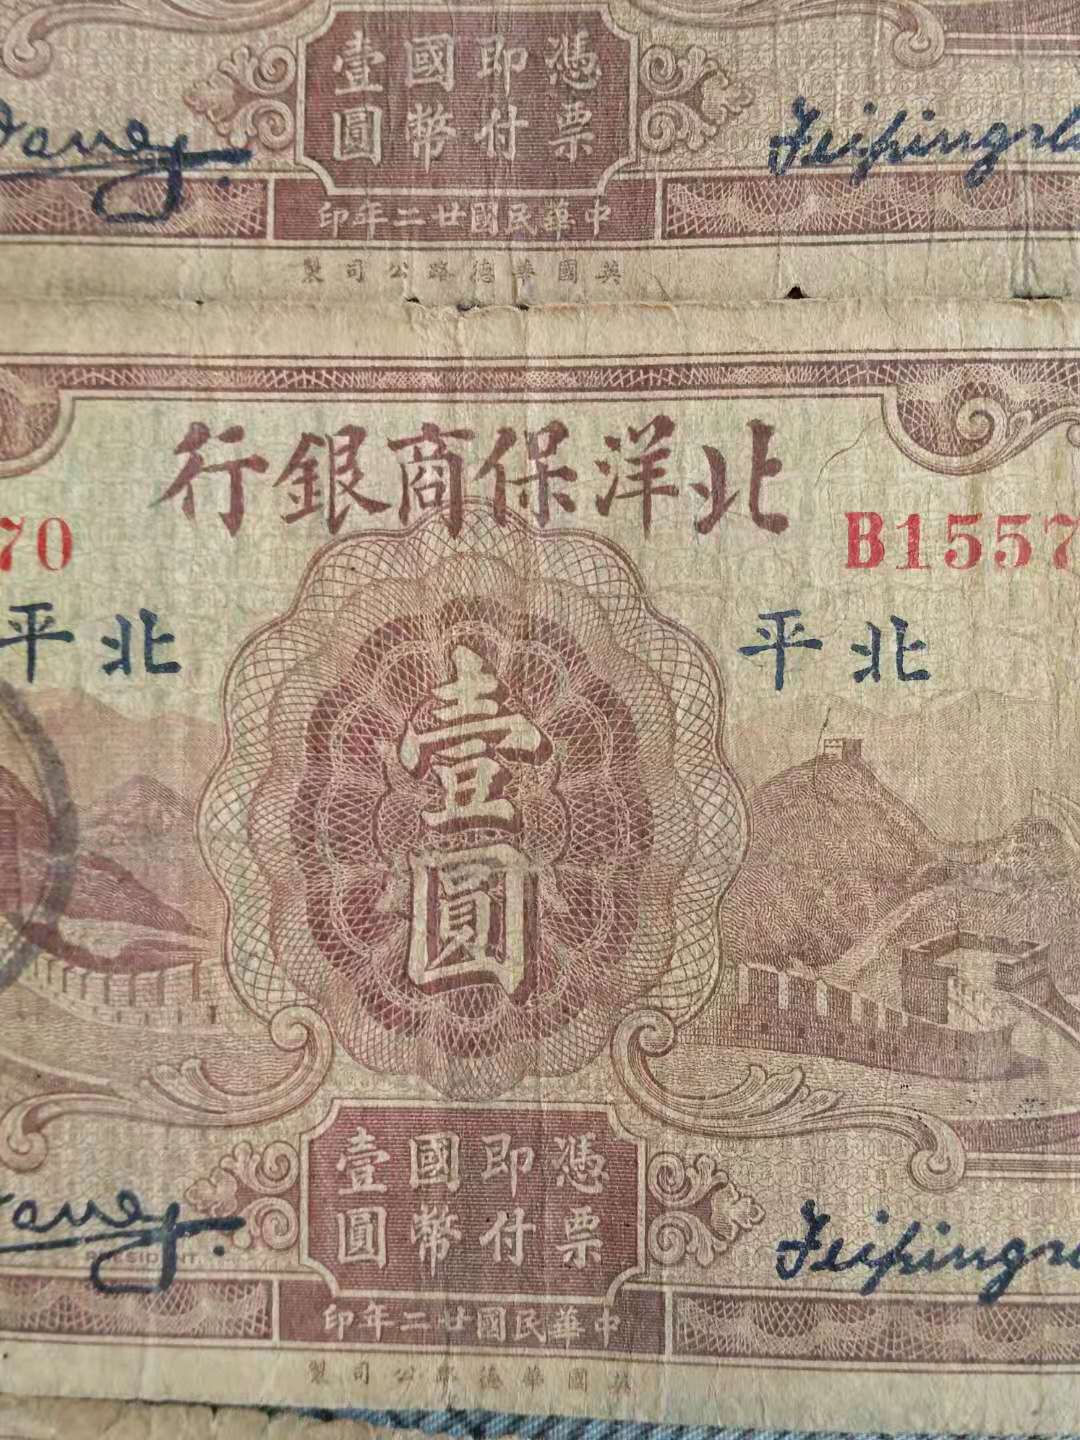 憑票
即付
國幣
壹圓
中華民國廿二年印
英國華德路公司製
北洋保商銀行
70
B1557
北平
北平
壹圓
憑票
即付
國幣
壹圓
PRESIDENT.
中華民國廿二年印
英國華德路公司製